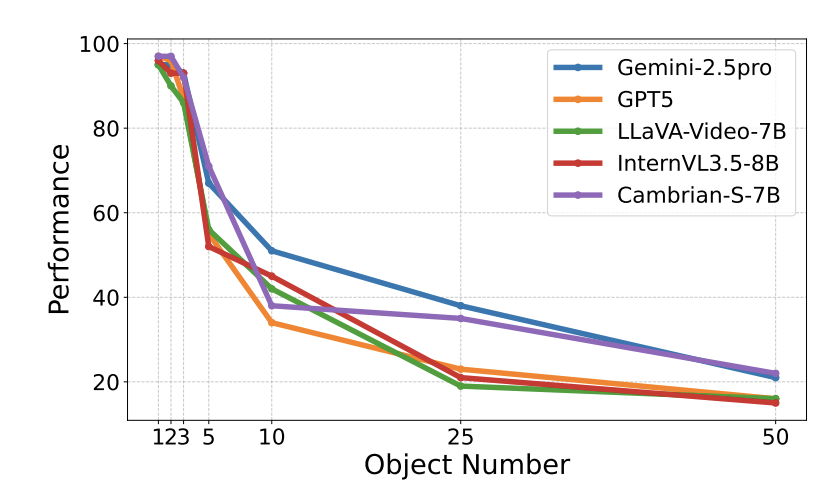 100
80
60
40
20
Performance
1 2 3 5 10 25 50
Object Number
Gemini-2.5pro
GPT5
LLaVA-Video-7B
InternVL3.5-8B
Cambrian-S-7B